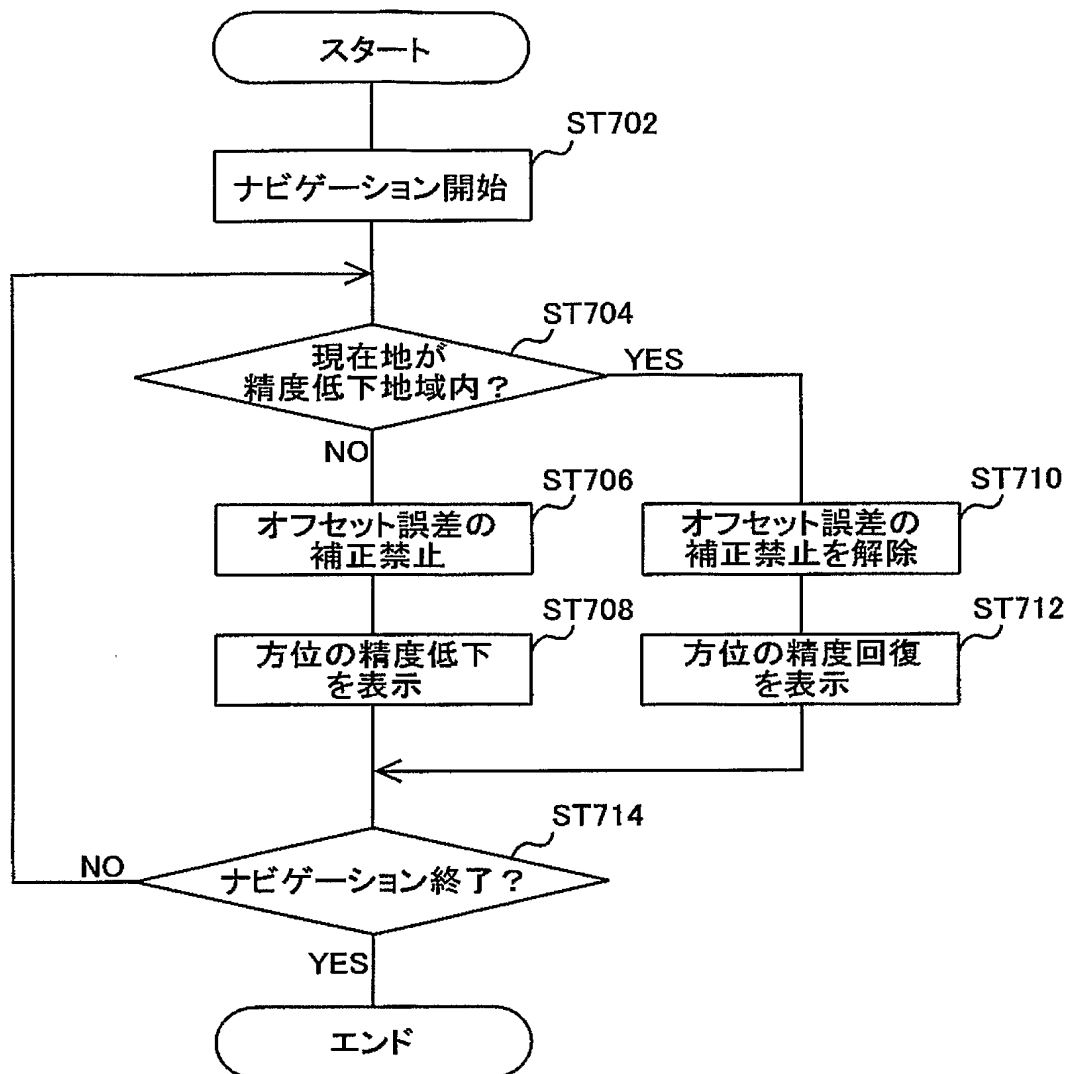 スタート
ST702
ナビゲーション開始
ST704
現在地が
精度低下地域内？
YES
NO
ST706
オフセット誤差の
補正禁止
ST710
オフセット誤差の
補正禁止を解除
ST708
方位の精度低下
を表示
ST712
方位の精度回復
を表示
ST714
ナビゲーション終了？
NO
YES
エンド